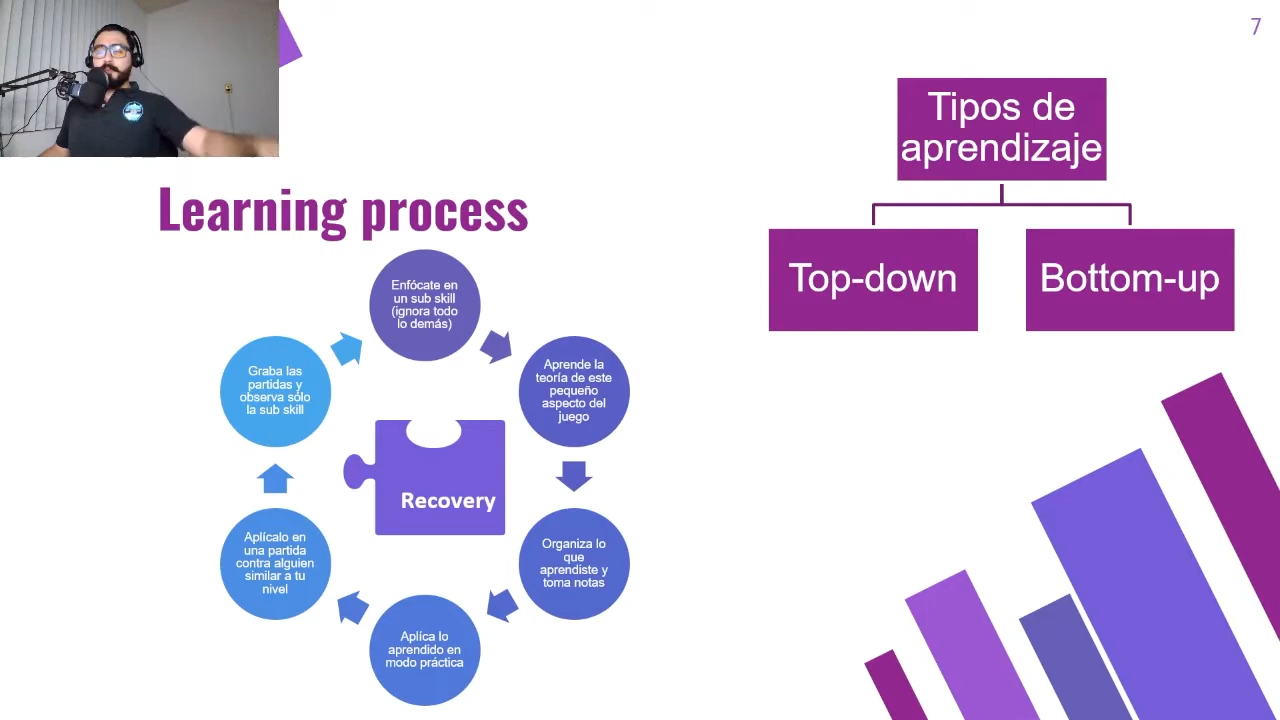 7
Tipos de
aprendizaje
Top-down
Bottom-up
Learning process
Enfócate en
un sub skill
(ignora todo
lo demás)
Aprende la
teoría de este
pequeño
aspecto del
juego
Organiza lo
que
aprendiste y
toma notas
Aplíca lo
aprendido en
modo práctica
Aplícalo en
una partida
contra alguien
similar a tu
nivel
Graba las
partidas y
observa sólo
la sub skill
Recovery